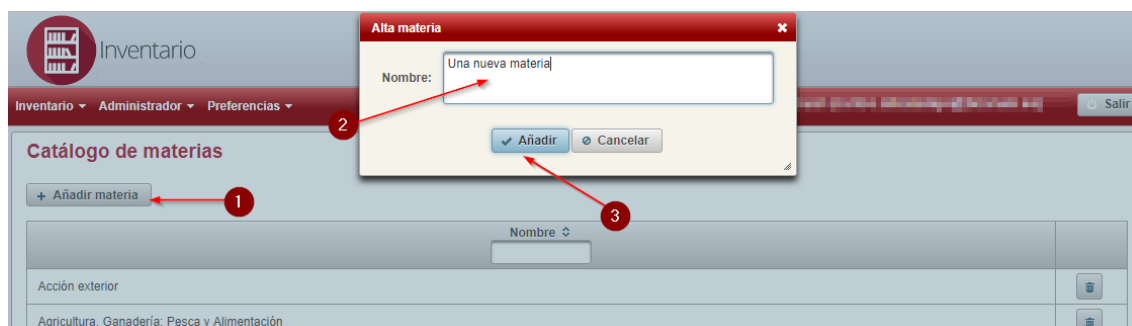 Inventario
Alta materia
Nombre:
Una nueva materia
Inventario Administrador Preferencias
Salir
2
Añadir
Cancelar
Catálogo de materias
+ Añadir materia
1
3
Nombre
Acción exterior
Agricultura, Ganadería; Pesca y Alimentación